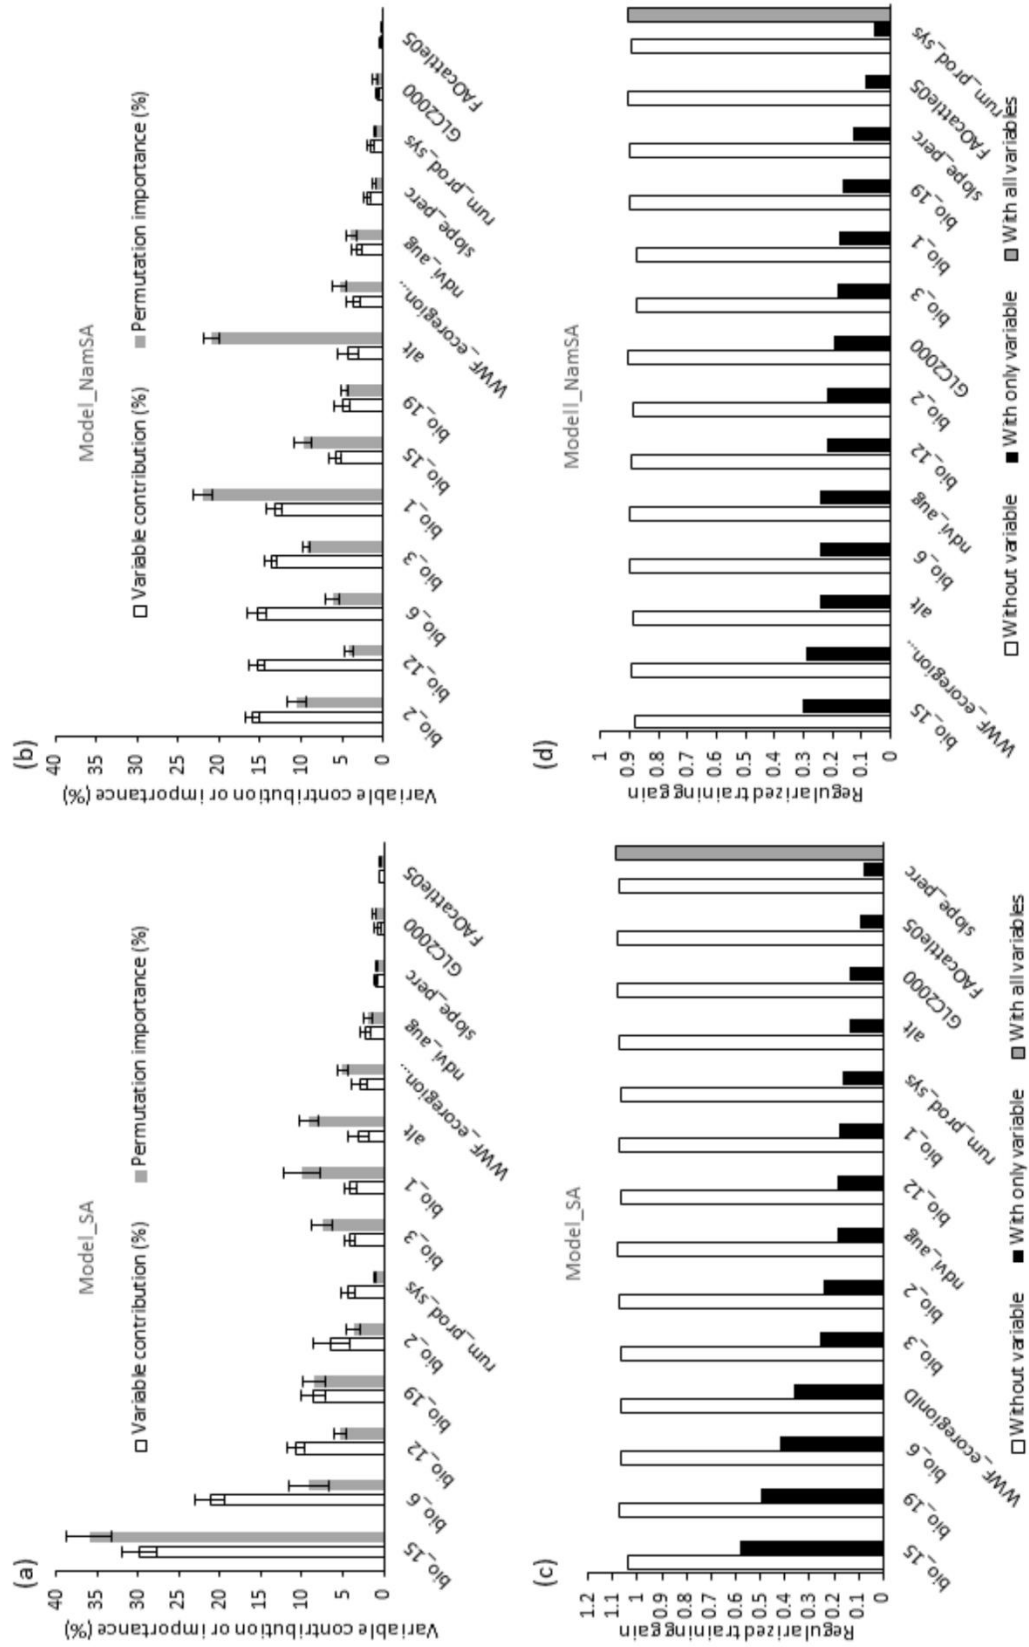 (a)
Model_SA
Variable contribution (%)
Permutation importance (%)
Variable contribution or importance (%)
40
35
30
25
20
15
10
5
0
bio_15
bio_6
bio_12
bio_19
bio_2
rum_prod_sys
bio_3
bio_1
alt
WWF_ecoregion...
ndvi_aug
slope_perc
GLC2000
FAOcattle05
(b)
Model_NamSA
Variable contribution (%)
Permutation importance (%)
Variable contribution or importance (%)
40
35
30
25
20
15
10
5
0
bio_2
bio_12
bio_6
bio_3
bio_1
bio_15
bio_19
alt
WWF_ecoregion...
ndvi_aug
slope_perc
rum_prod_sys
GLC2000
FAOcattle05
(c)
Model_SA
Regularized training gain
1.2
1.1
1
0.9
0.8
0.7
0.6
0.5
0.4
0.3
0.2
0.1
0
bio_15
bio_19
bio_6
WWF_ecoregionID
bio_3
bio_2
ndvi_aug
bio_12
bio_1
rum_prod_sys
alt
GLC2000
FAOcattle05
slope_perc
Without variable
With only variable
With all variables
(d)
Modell_NamSA
Regularized training gain
1
0.9
0.8
0.7
0.6
0.5
0.4
0.3
0.2
0.1
0
bio_15
WWF_ecoregion...
alt
bio_6
ndvi_aug
bio_12
bio_2
GLC2000
bio_3
bio_1
bio_19
slope_perc
FAOcattle05
rum_prod_sys
Without variable
With only variable
With all variables